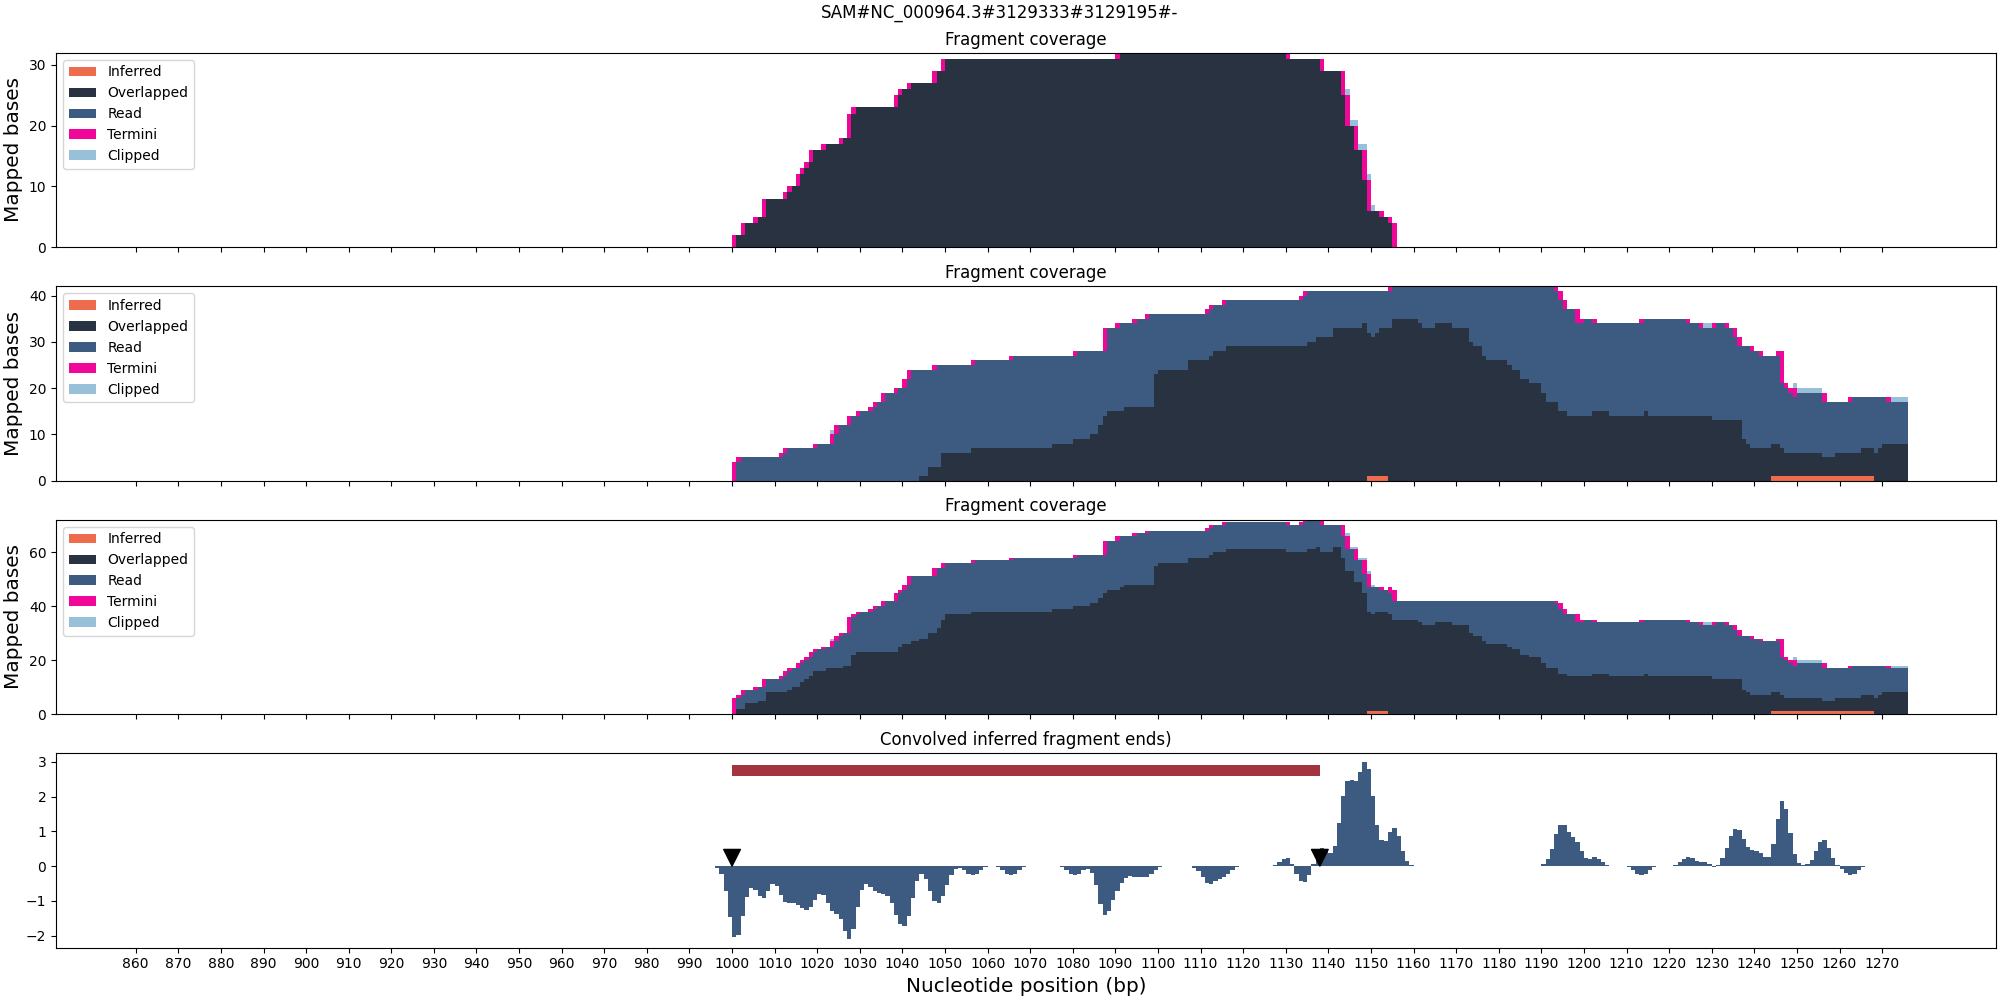 SAM#NC_000964.3#3129333#3129195#-
Fragment coverage
Mapped bases
30
20
10
0
Inferred
Overlapped
Read
Termini
Clipped
Fragment coverage
Mapped bases
40
30
20
10
0
Inferred
Overlapped
Read
Termini
Clipped
Fragment coverage
Mapped bases
60
40
20
0
Inferred
Overlapped
Read
Termini
Clipped
Convolved inferred fragment ends)
3
2
1
0
−1
−2
860 870 880 890 900 910 920 930 940 950 960 970 980 990 1000 1010 1020 1030 1040 1050 1060 1070 1080 1090 1100 1110 1120 1130 1140 1150 1160 1170 1180 1190 1200 1210 1220 1230 1240 1250 1260 1270
Nucleotide position (bp)